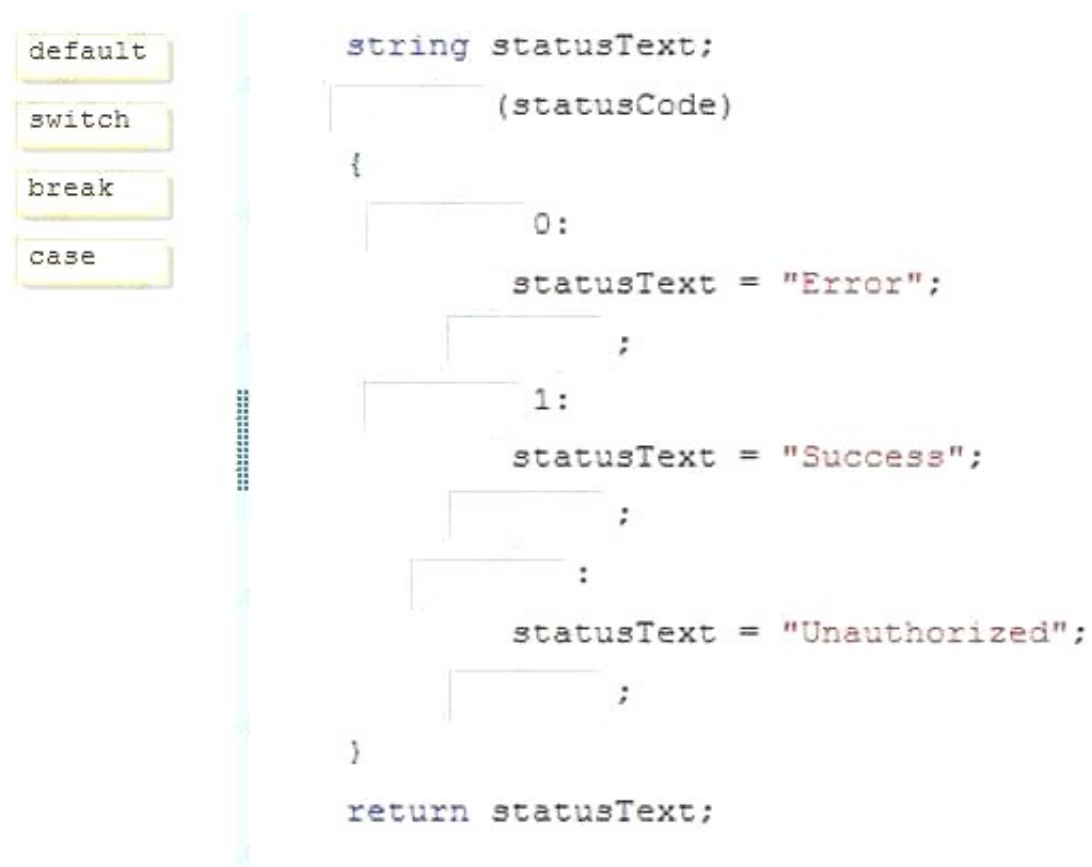 default
switch
break
case
string statusText;
(statusCode)
{
0:
statusText = "Error";
;
1:
statusText = "Success";
;
:
statusText = "Unauthorized";
;
}
return statusText;